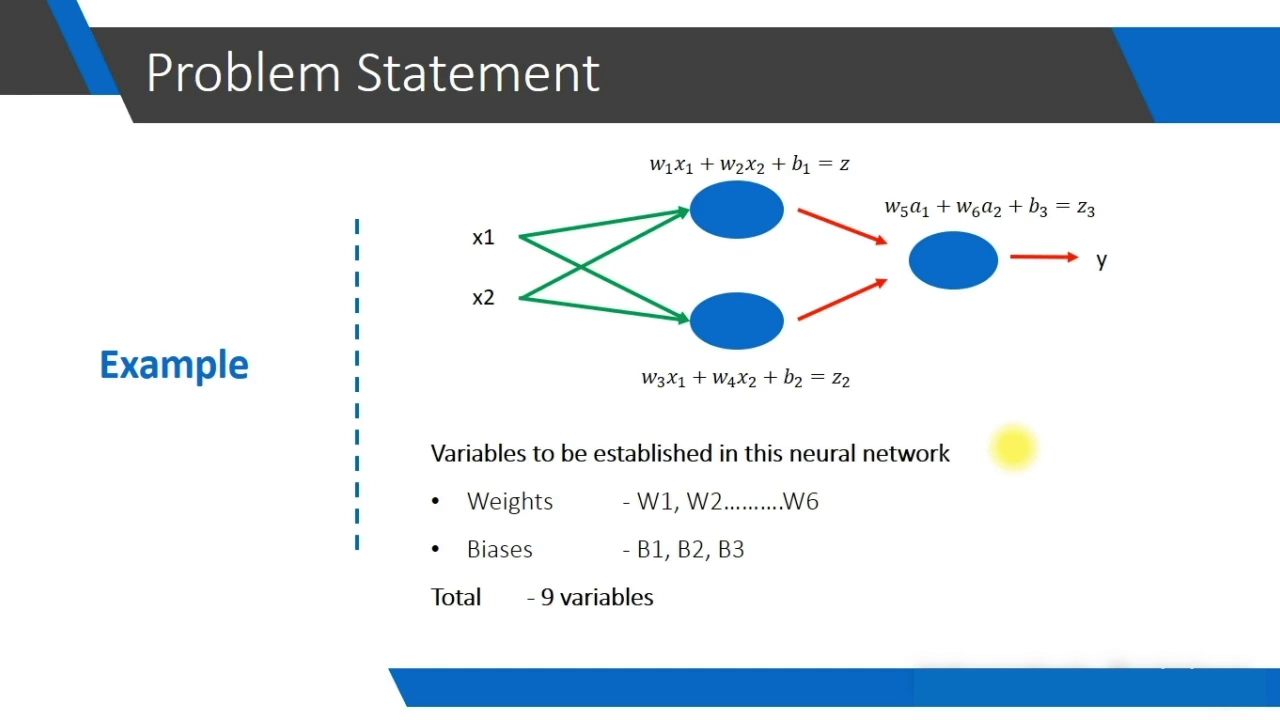 Problem Statement
w₁x₁ + w₂x₂ + b₁ = z
w₅a₁ + w₆a₂ + b₃ = z₃
x1
y
x2
Example
w₃x₁ + w₄x₂ + b₂ = z₂
Variables to be established in this neural network
• Weights - W1, W2..........W6
• Biases - B1, B2, B3
Total - 9 variables